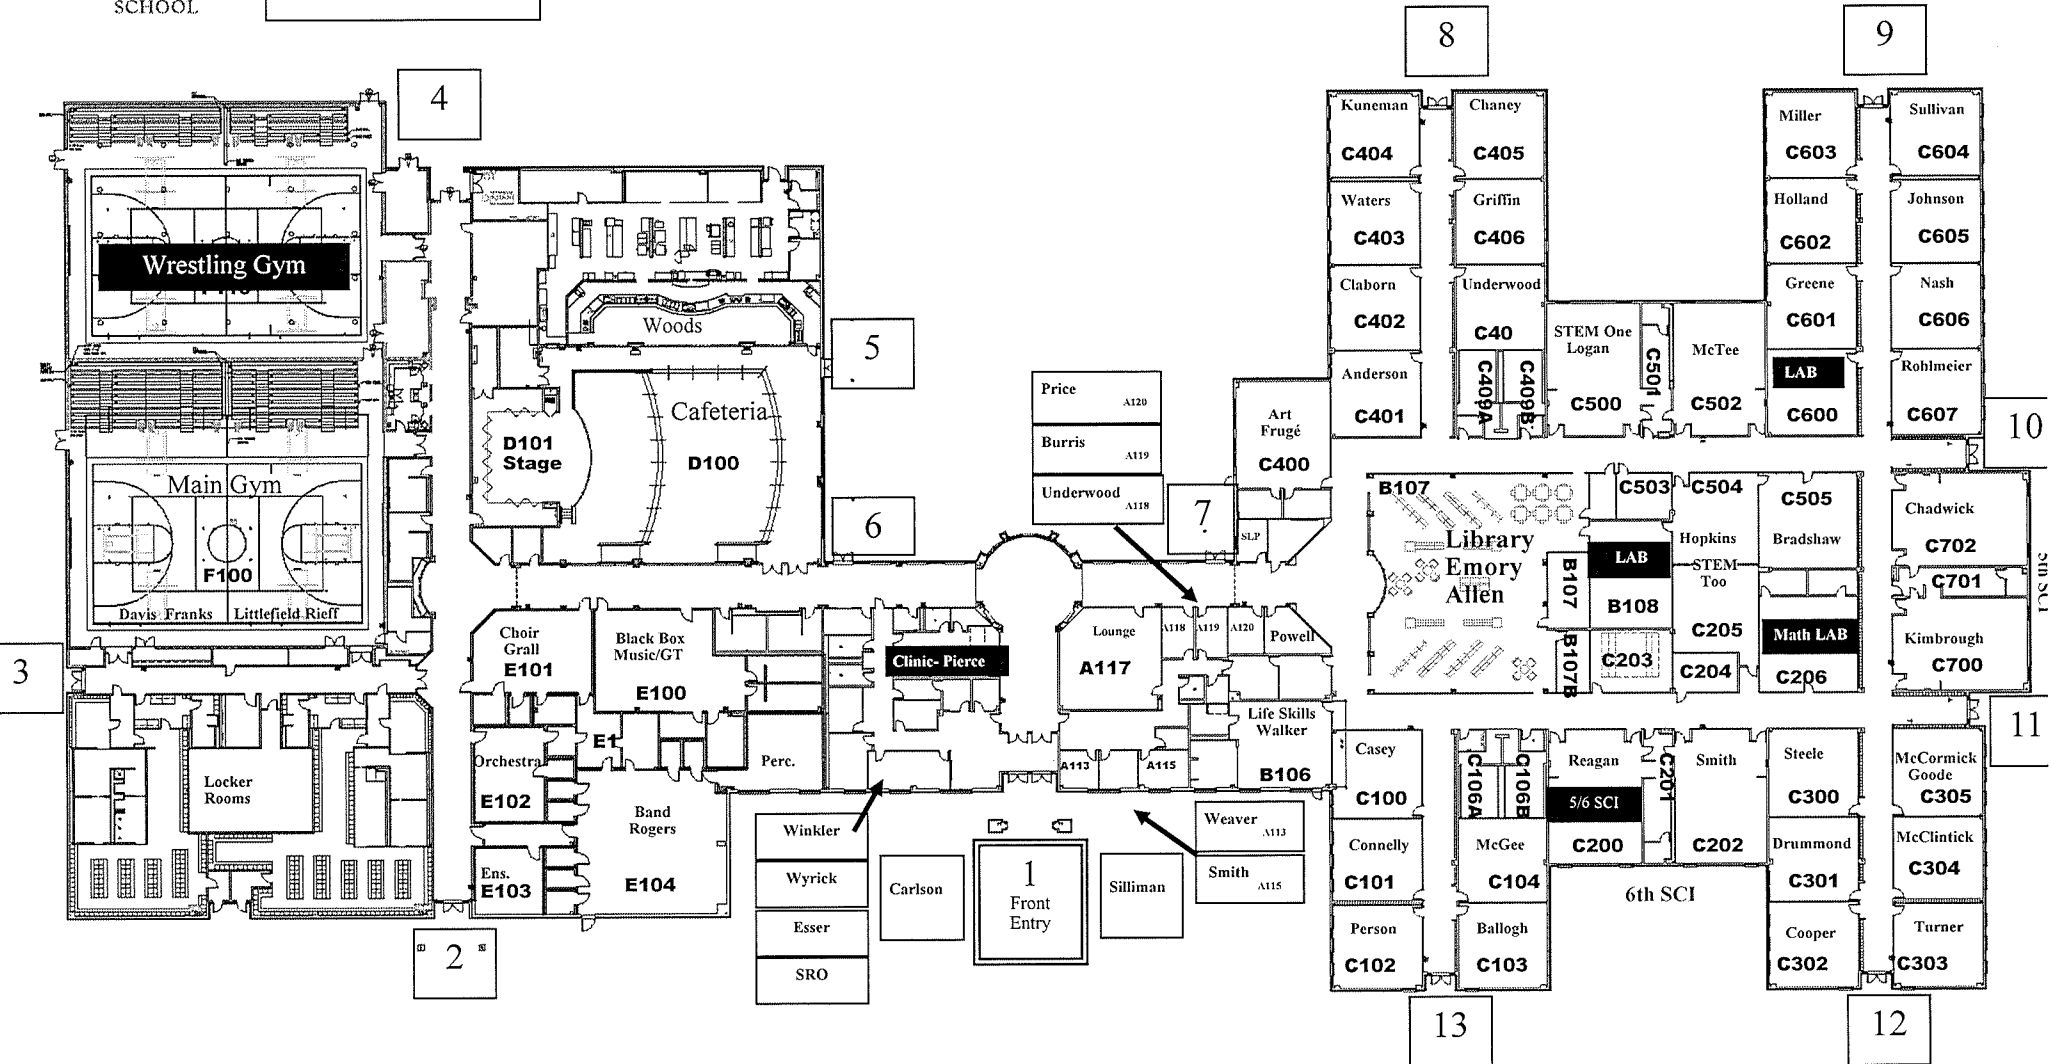 SCHOOL
4
8
9
Wrestling Gym
Woods
5
Cafeteria
D101
Stage
D100
Main Gym
F100
Davis Franks
Littlefield Rieff
6
3
Choir
Grall
E101
Black Box
Music/GT
E100
Clinic- Pierce
E1
Orchestra
E102
Perc.
Locker
Rooms
Band
Rogers
E104
Ens.
E103
2
Winkler
Wyrick
Esser
SRO
Carlson
1
Front
Entry
Silliman
Weaver
A113
Smith
A115
Price
A120
Burris
A119
Underwood
A118
7
Lounge
A117
A118
A119
A120
Powell
A113
A115
Life Skills
Walker
B106
SLP
Art
Frugé
C400
Kuneman
C404
Chaney
C405
Waters
C403
Griffin
C406
Claborn
C402
Underwood
C40
Anderson
C401
C409A
C409B
STEM One
Logan
C500
C501
McTee
C502
Miller
C603
Sullivan
C604
Holland
C602
Johnson
C605
Greene
C601
Nash
C606
LAB
C600
Rohlmeier
C607
10
B107
Library
Emory
Allen
B107
B107B
C503
LAB
B108
C203
C504
Hopkins
STEM
Too
C205
C204
C505
Bradshaw
Math LAB
C206
Chadwick
C702
C701
Kimbrough
C700
5th SCI
11
Casey
C100
C106A
C106B
Reagan
5/6 SCI
C200
C201
Smith
C202
Steele
C300
McCormick
Goode
C305
Connelly
C101
McGee
C104
Drummond
C301
McClintick
C304
6th SCI
Person
C102
Ballogh
C103
Cooper
C302
Turner
C303
13
12